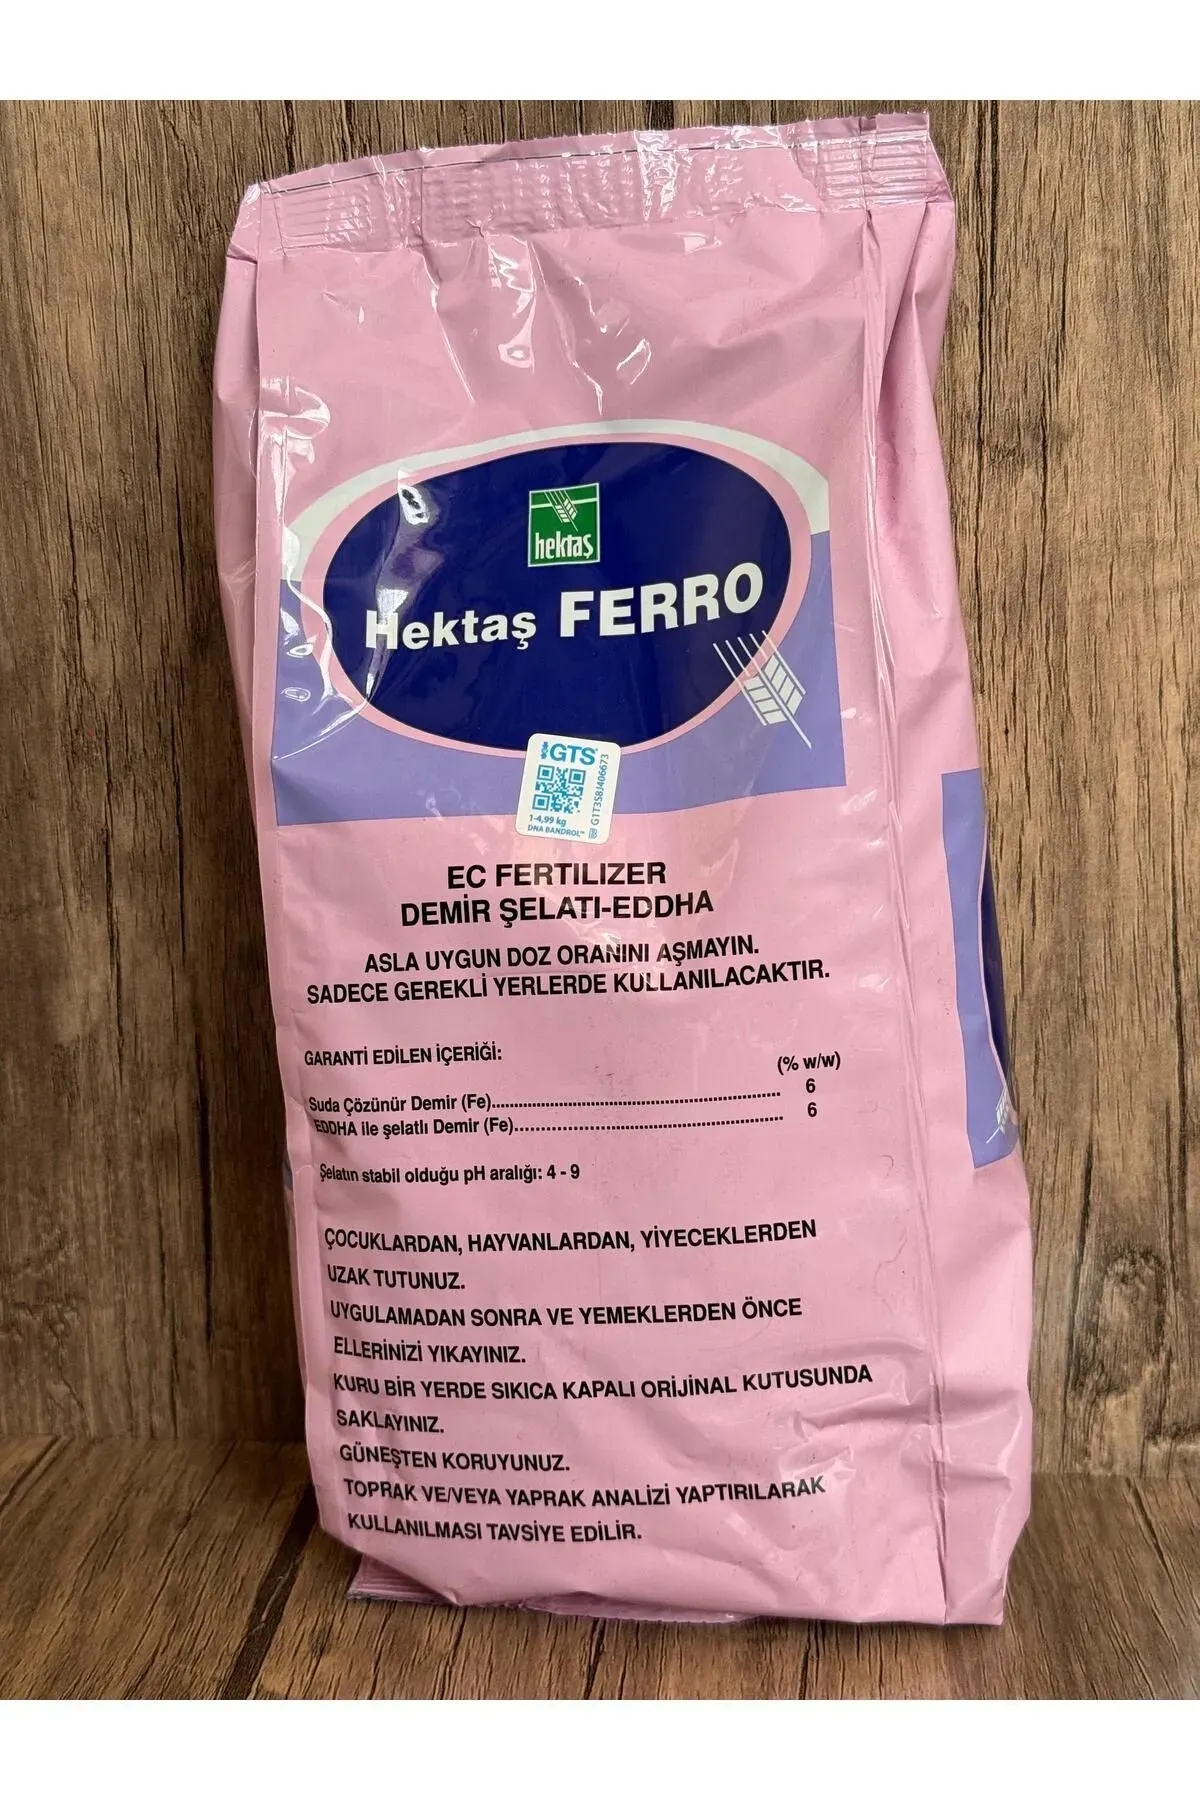 hektaş
Hektaş FERRO
GTS
G1T3S8J406673
1-4,99 kg
DNA BANDROL™ B
EC FERTILIZER
DEMİR ŞELATI-EDDHA
ASLA UYGUN DOZ ORANINI AŞMAYIN.
SADECE GEREKLİ YERLERDE KULLANILACAKTIR.
GARANTİ EDİLEN İÇERİĞİ:
(% w/w)
Suda Çözünür Demir (Fe)........................................ 6
EDDHA ile şelatlı Demir (Fe)........................................ 6
Şelatın stabil olduğu pH aralığı: 4 - 9
ÇOCUKLARDAN, HAYVANLARDAN, YİYECEKLERDEN
UZAK TUTUNUZ.
UYGULAMADAN SONRA VE YEMEKLERDEN ÖNCE
ELLERİNİZİ YIKAYINIZ.
KURU BİR YERDE SIKICA KAPALI ORİJİNAL KUTUSUNDA
SAKLAYINIZ.
GÜNEŞTEN KORUYUNUZ.
TOPRAK VE/VEYA YAPRAK ANALİZİ YAPTIRILARAK
KULLANILMASI TAVSİYE EDİLİR.